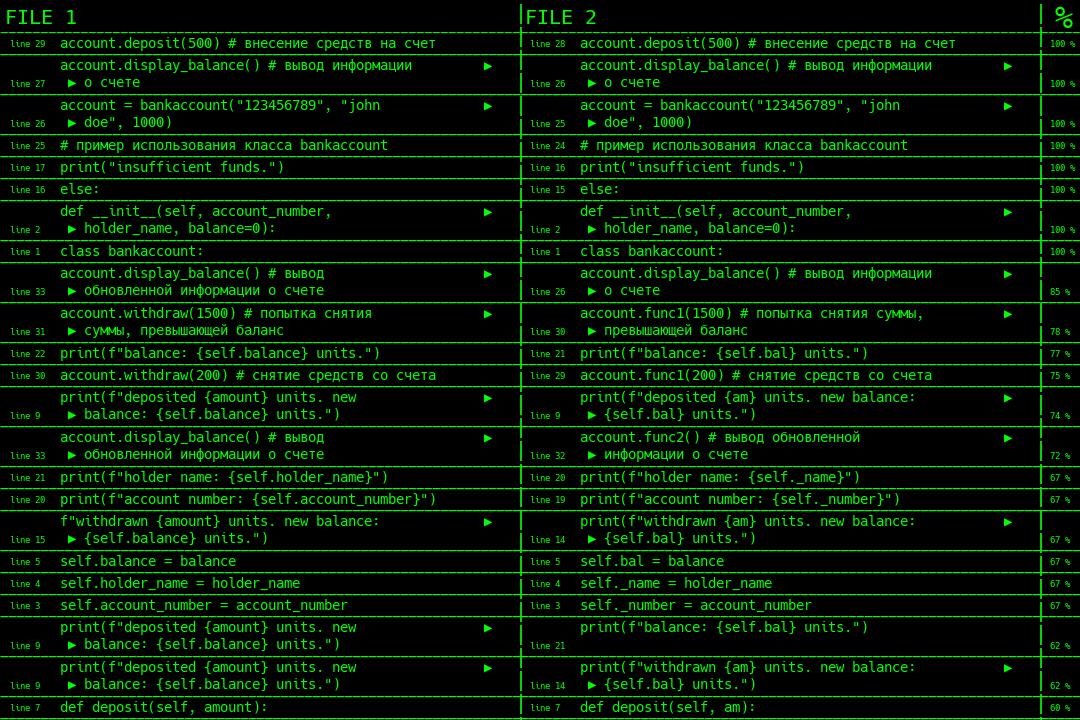 FILE 1 FILE 2 %
line 29 account.deposit(500) # внесение средств на счет line 28 account.deposit(500) # внесение средств на счет 100 %
account.display_balance() # вывод информации ▶ account.display_balance() # вывод информации ▶
line 27 ▶ о счете line 26 ▶ о счете 100 %
account = bankaccount("123456789", "john ▶ account = bankaccount("123456789", "john ▶
line 26 ▶ doe", 1000) line 25 ▶ doe", 1000) 100 %
line 25 # пример использования класса bankaccount line 24 # пример использования класса bankaccount 100 %
line 17 print("insufficient funds.") line 16 print("insufficient funds.") 100 %
line 16 else: line 15 else: 100 %
def __init__(self, account_number, ▶ def __init__(self, account_number, ▶
line 2 ▶ holder_name, balance=0): line 2 ▶ holder_name, balance=0): 100 %
line 1 class bankaccount: line 1 class bankaccount: 100 %
account.display_balance() # вывод ▶ account.display_balance() # вывод информации ▶
line 33 ▶ обновленной информации о счете line 26 ▶ о счете 85 %
account.withdraw(1500) # попытка снятия ▶ account.func1(1500) # попытка снятия суммы, ▶
line 31 ▶ суммы, превышающей баланс line 30 ▶ превышающей баланс 78 %
line 22 print(f"balance: {self.balance} units.") line 21 print(f"balance: {self.bal} units.") 77 %
line 30 account.withdraw(200) # снятие средств со счета line 29 account.func1(200) # снятие средств со счета 75 %
print(f"deposited {amount} units. new ▶ print(f"deposited {am} units. new balance: ▶
line 9 ▶ balance: {self.balance} units.") line 9 ▶ {self.bal} units.") 74 %
account.display_balance() # вывод ▶ account.func2() # вывод обновленной ▶
line 33 ▶ обновленной информации о счете line 32 ▶ информации о счете 72 %
line 21 print(f"holder name: {self.holder_name}") line 20 print(f"holder name: {self._name}") 67 %
line 20 print(f"account number: {self.account_number}") line 19 print(f"account number: {self._number}") 67 %
f"withdrawn {amount} units. new balance: ▶ print(f"withdrawn {am} units. new balance: ▶
line 15 ▶ {self.balance} units.") line 14 ▶ {self.bal} units.") 67 %
line 5 self.balance = balance line 5 self.bal = balance 67 %
line 4 self.holder_name = holder_name line 4 self._name = holder_name 67 %
line 3 self.account_number = account_number line 3 self._number = account_number 67 %
print(f"deposited {amount} units. new ▶ print(f"balance: {self.bal} units.")
line 9 ▶ balance: {self.balance} units.") line 21 62 %
print(f"deposited {amount} units. new ▶ print(f"withdrawn {am} units. new balance: ▶
line 9 ▶ balance: {self.balance} units.") line 14 ▶ {self.bal} units.") 62 %
line 7 def deposit(self, amount): line 7 def deposit(self, am): 60 %